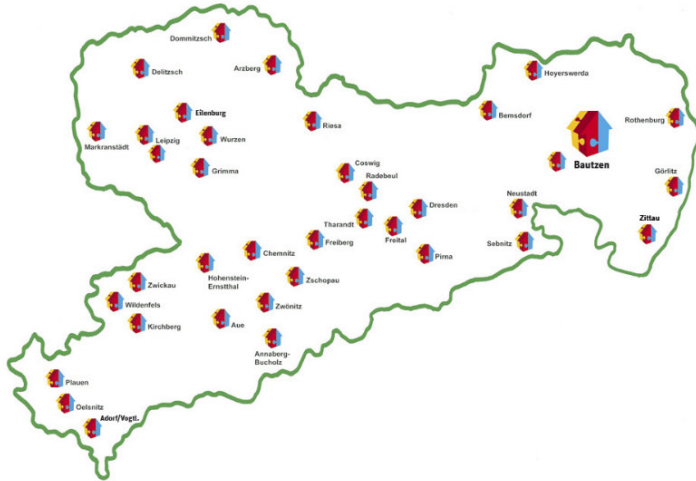 Dommitzsch
Delitzsch
Arzberg
Hoyerswerda
Eilenburg
Bernsdorf
Rothenburg
Riesa
Markranstädt
Leipzig
Wurzen
Grimma
Bautzen
Coswig
Radebeul
Görlitz
Neustadt
Dresden
Tharandt
Freital
Zittau
Freiberg
Sebnitz
Pirna
Chemnitz
Hohenstein-
Ernstthal
Zschopau
Zwickau
Wildenfels
Zwönitz
Kirchberg
Aue
Annaberg-
Bucholz
Plauen
Oelsnitz
Adorf/Vogtl.